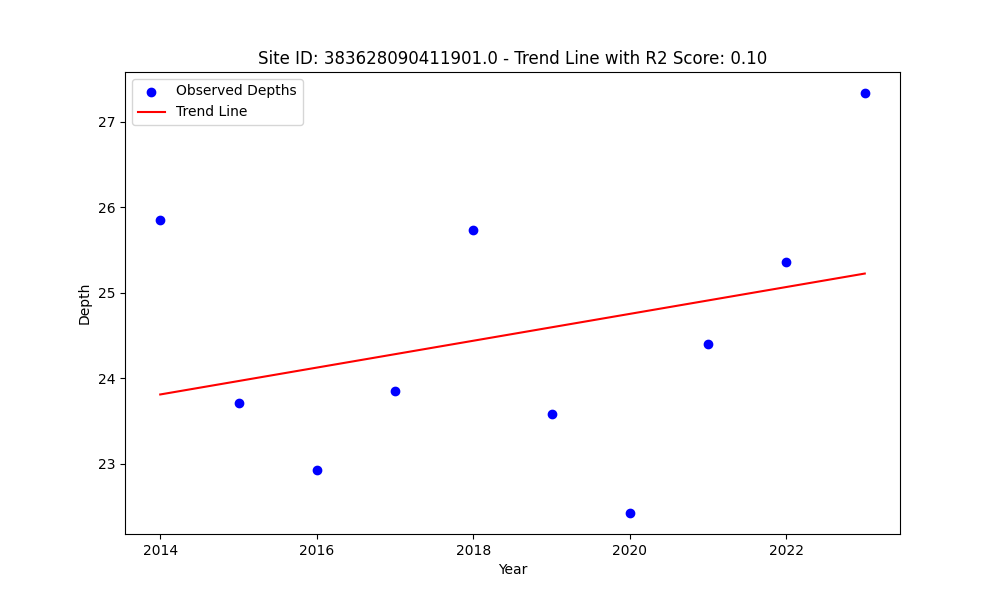 Site ID: 383628090411901.0 - Trend Line with R2 Score: 0.10
Observed Depths
Trend Line
27
26
25
24
23
Depth
2014
2016
2018
2020
2022
Year